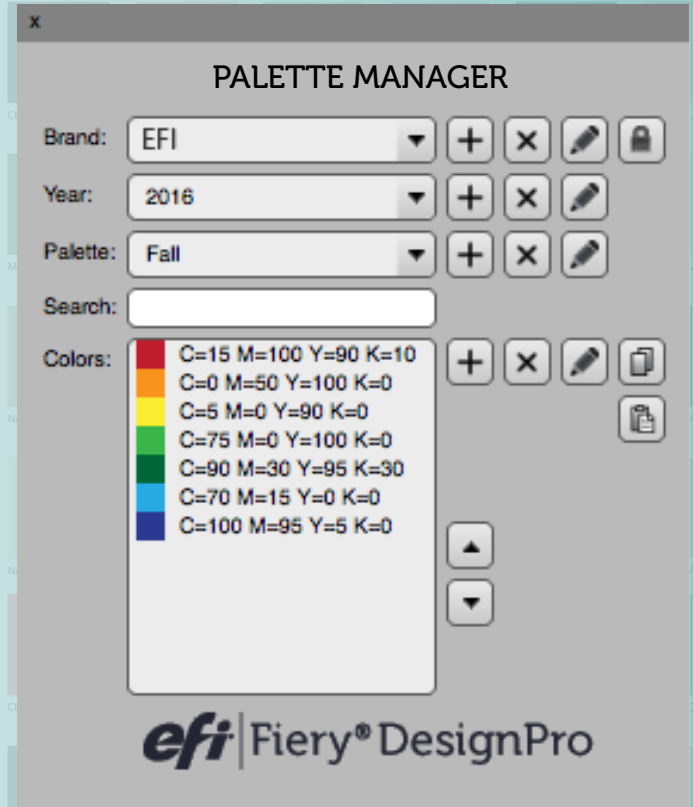 x
PALETTE MANAGER
Brand: EFI
Year: 2016
Palette: Fall
Search:
Colors:
C=15 M=100 Y=90 K=10
C=0 M=50 Y=100 K=0
C=5 M=0 Y=90 K=0
C=75 M=0 Y=100 K=0
C=90 M=30 Y=95 K=30
C=70 M=15 Y=0 K=0
C=100 M=95 Y=5 K=0
efi Fiery® DesignPro